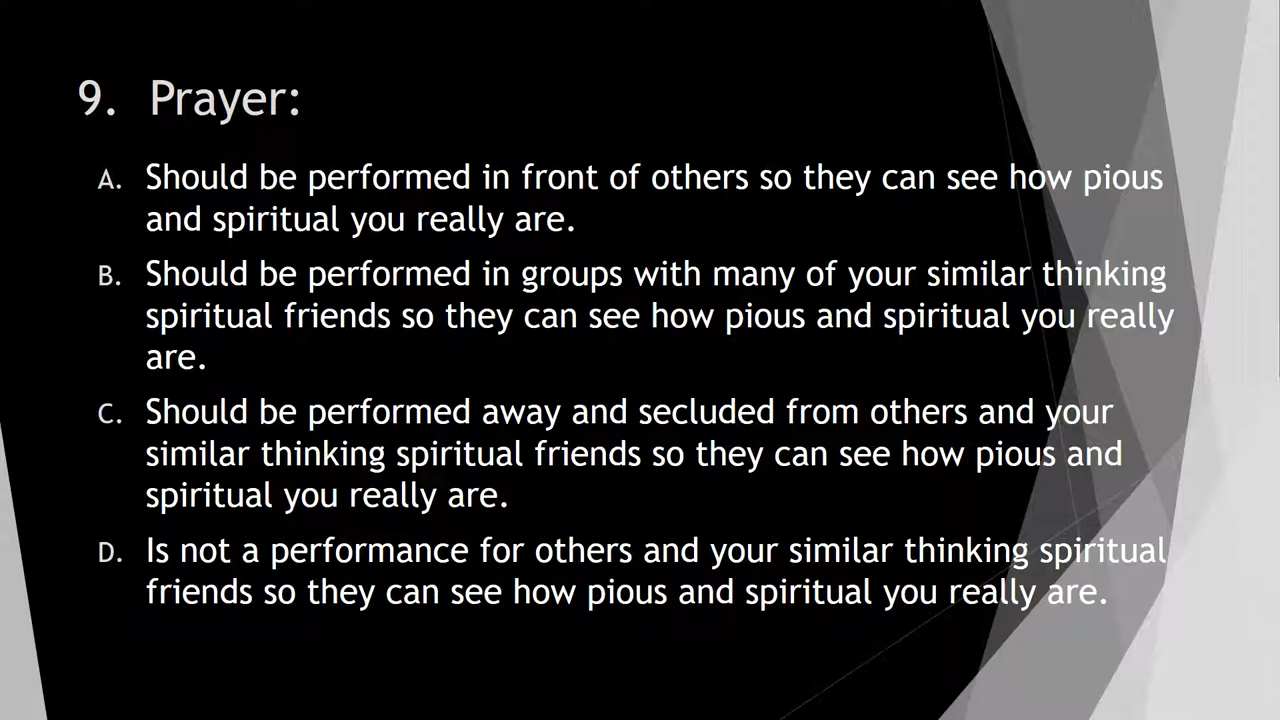 9. Prayer:
A. Should be performed in front of others so they can see how pious
and spiritual you really are.
B. Should be performed in groups with many of your similar thinking
spiritual friends so they can see how pious and spiritual you really
are.
C. Should be performed away and secluded from others and your
similar thinking spiritual friends so they can see how pious and
spiritual you really are.
D. Is not a performance for others and your similar thinking spiritual
friends so they can see how pious and spiritual you really are.